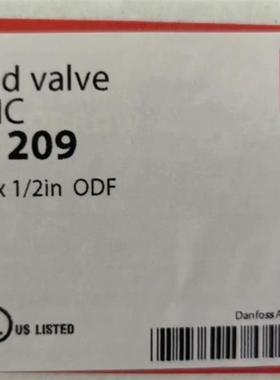 d valve
IC
209
x 1/2in ODF
US LISTED
Danfoss A